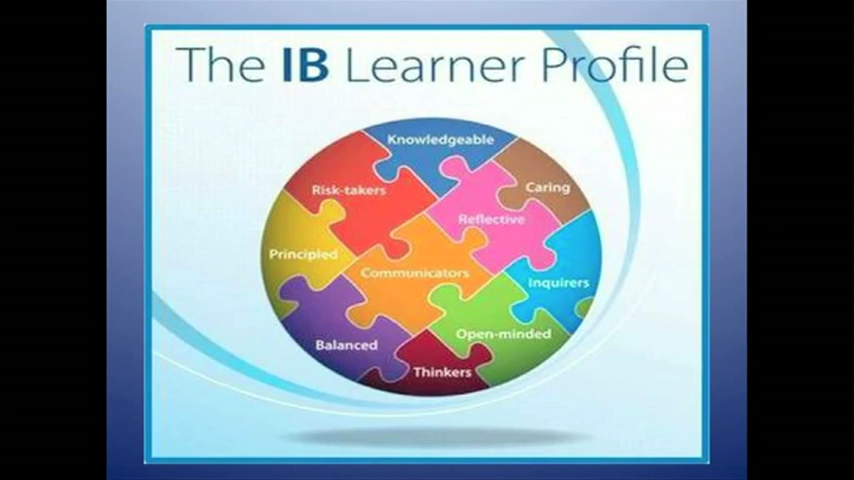 The IB Learner Profile
Knowledgeable
Risk-takers
Caring
Reflective
Principled
Communicators
Inquirers
Open-minded
Balanced
Thinkers